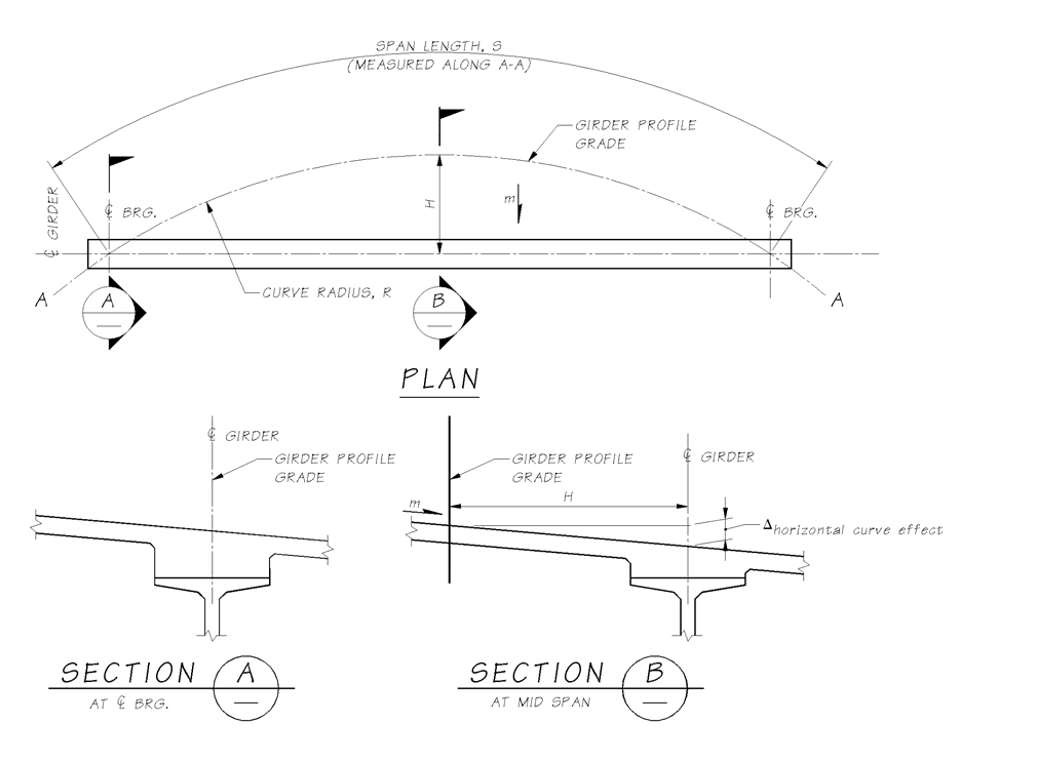 SPAN LENGTH, S
(MEASURED ALONG A-A)
GIRDER PROFILE
GRADE
℄ GIRDER
℄ BRG.
H
m
℄ BRG.
A
A
CURVE RADIUS, R
A
B
PLAN
℄ GIRDER
GIRDER PROFILE
GRADE
GIRDER PROFILE
GRADE
℄ GIRDER
H
m
Δhorizontal curve effect
SECTION A
AT ℄ BRG.
SECTION B
AT MID SPAN